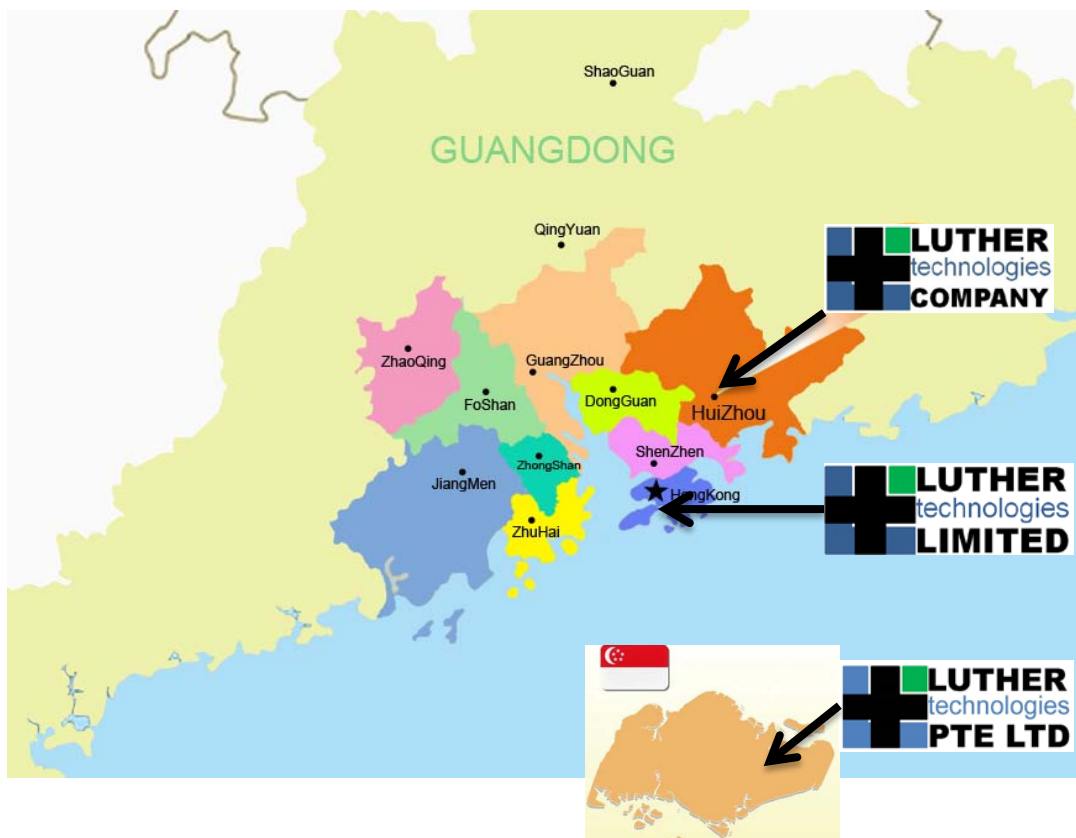 ShaoGuan
GUANGDONG
QingYuan
LUTHER
technologies
COMPANY
ZhaoQing
GuangZhou
FoShan
DongGuan
HuiZhou
ZhongShan
ShenZhen
JiangMen
HongKong
ZhuHai
LUTHER
technologies
LIMITED
LUTHER
technologies
PTE LTD